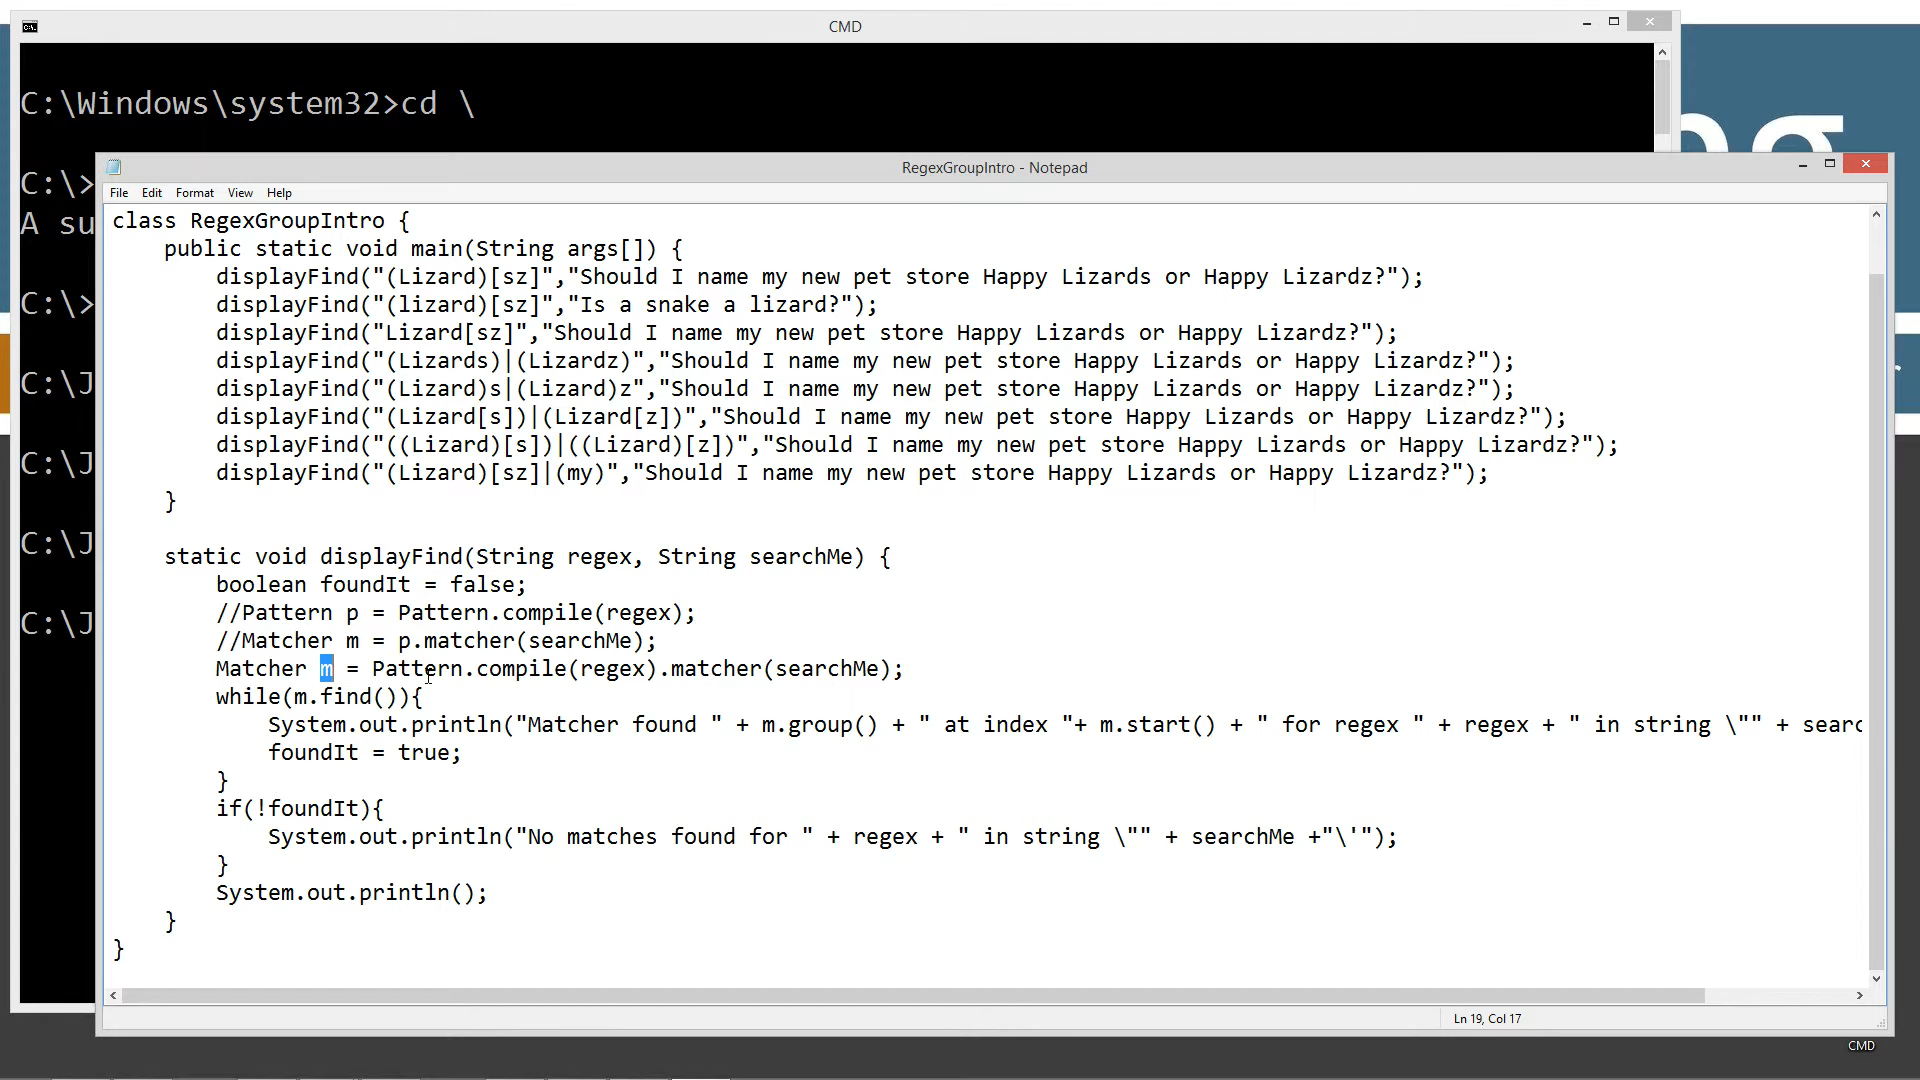 CMD
C:\Windows\system32>cd \
RegexGroupIntro - Notepad
C:\>
A su
C:\>
C:\J
C:\J
C:\J
C:\J
File Edit Format View Help
class RegexGroupIntro {
    public static void main(String args[]) {
        displayFind("(Lizard)[sz]","Should I name my new pet store Happy Lizards or Happy Lizardz?");
        displayFind("(lizard)[sz]","Is a snake a lizard?");
        displayFind("Lizard[sz]","Should I name my new pet store Happy Lizards or Happy Lizardz?");
        displayFind("(Lizards)|(Lizardz)","Should I name my new pet store Happy Lizards or Happy Lizardz?");
        displayFind("(Lizard)s|(Lizard)z","Should I name my new pet store Happy Lizards or Happy Lizardz?");
        displayFind("(Lizard[s])|(Lizard[z])","Should I name my new pet store Happy Lizards or Happy Lizardz?");
        displayFind("((Lizard)[s])|((Lizard)[z])","Should I name my new pet store Happy Lizards or Happy Lizardz?");
        displayFind("(Lizard)[sz]|(my)","Should I name my new pet store Happy Lizards or Happy Lizardz?");
    }
    static void displayFind(String regex, String searchMe) {
        boolean foundIt = false;
        //Pattern p = Pattern.compile(regex);
        //Matcher m = p.matcher(searchMe);
        Matcher m = Pattern.compile(regex).matcher(searchMe);
        while(m.find()){
            System.out.println("Matcher found " + m.group() + " at index "+ m.start() + " for regex " + regex + " in string \"" + searc
            foundIt = true;
        }
        if(!foundIt){
            System.out.println("No matches found for " + regex + " in string \"" + searchMe +"\'");
        }
        System.out.println();
    }
}
Ln 19, Col 17
CMD